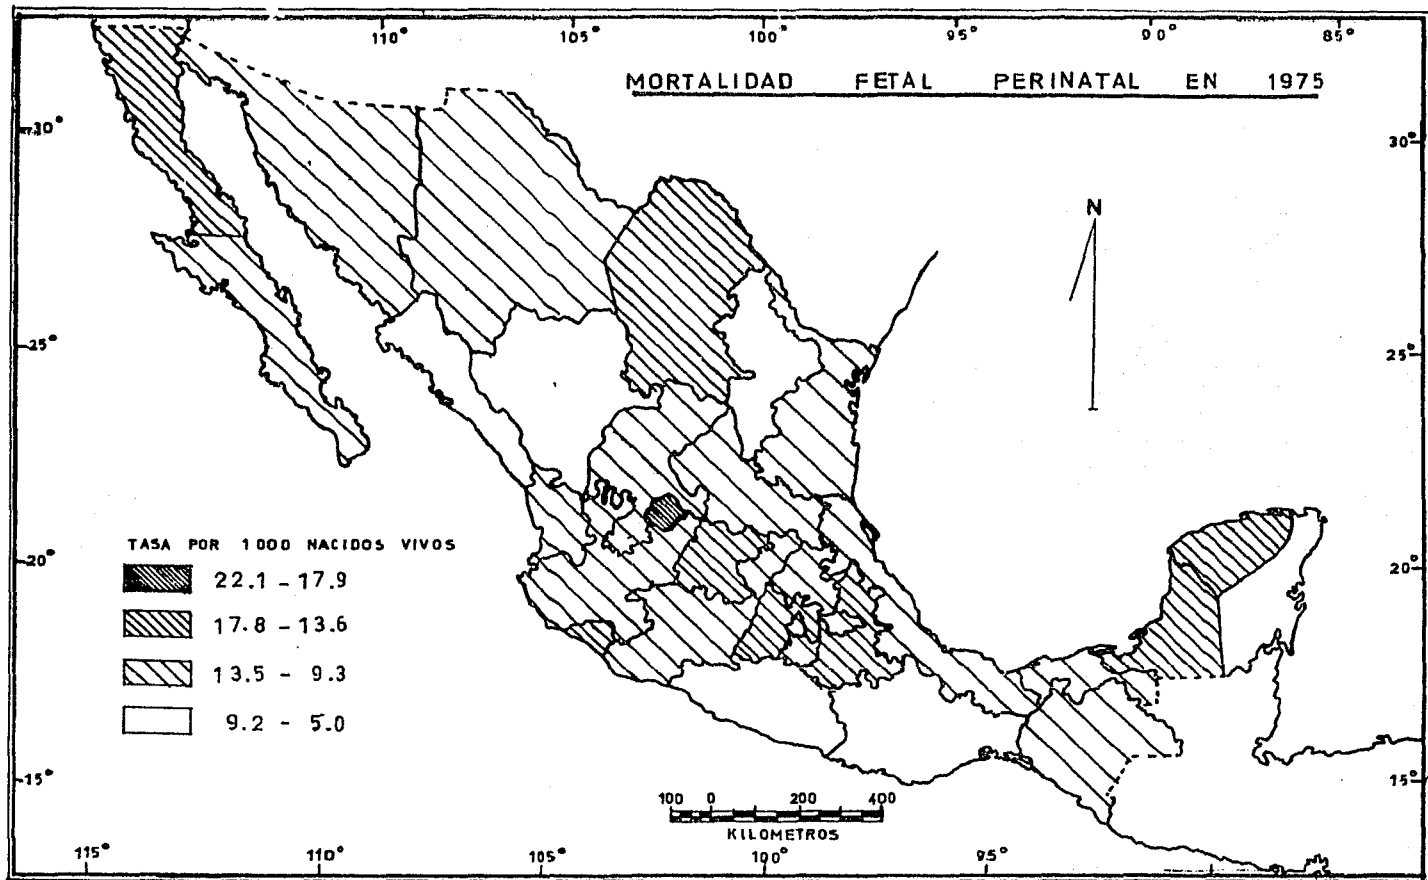 110° 105° 100° 95° 90° 85°
MORTALIDAD FETAL PERINATAL EN 1975
30° 30°
N
25° 25°
TASA POR 1000 NACIDOS VIVOS
22.1 - 17.9
17.8 - 13.6
13.5 - 9.3
9.2 - 5.0
20° 20°
15° 15°
100 0 200 400
KILOMETROS
115° 110° 105° 100° 95°